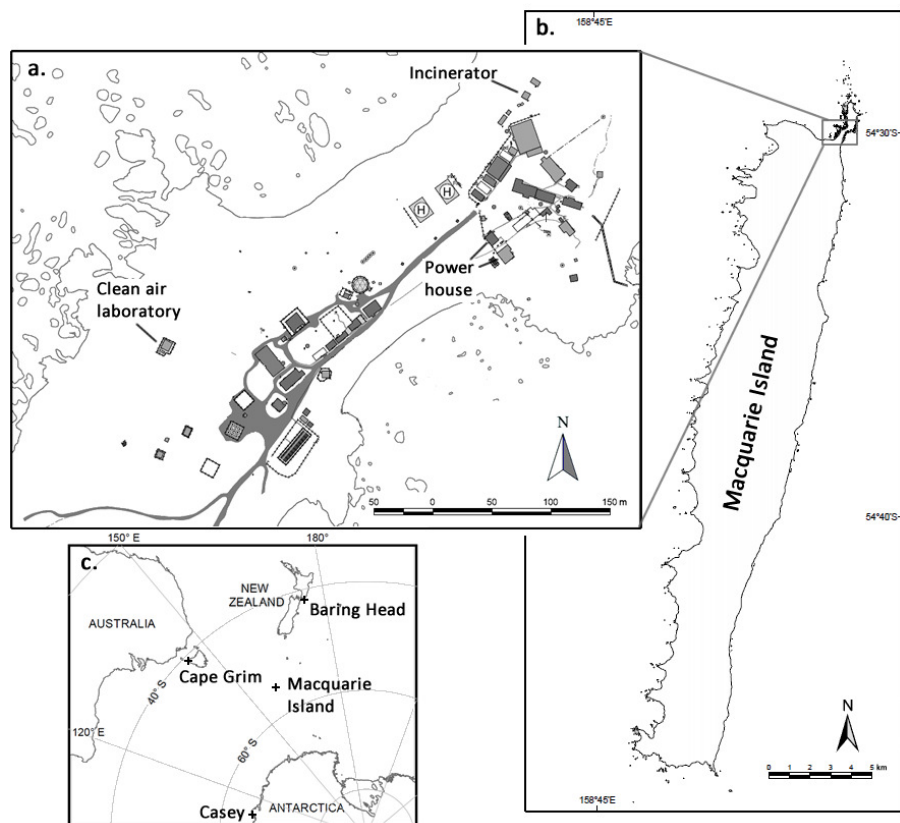 a.
Incinerator
H
H
Clean air
laboratory
Power
house
N
50 0 50 100 150 m
b.
158°45'E
54°30'S
Macquarie Island
54°40'S
N
0 1 2 3 4 5 km
158°45'E
c.
150° E
180°
NEW
ZEALAND
Baring Head
AUSTRALIA
Cape Grim
40° S
Macquarie
Island
120° E
60° S
Casey
ANTARCTICA